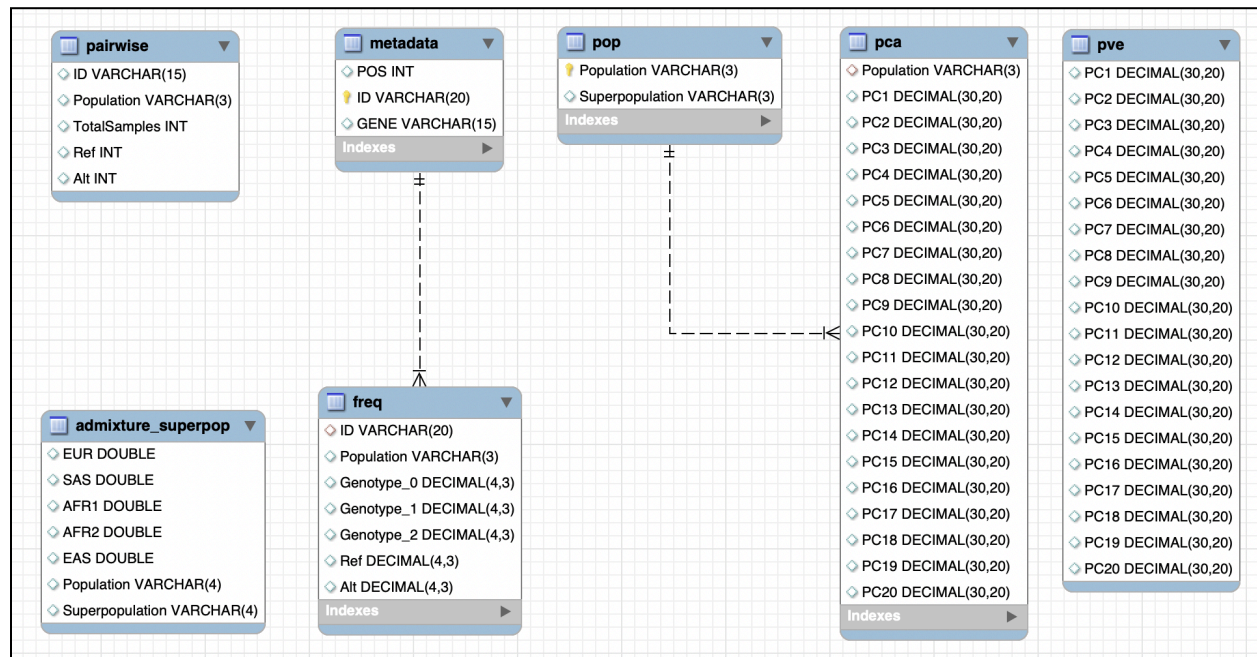 pairwise
ID VARCHAR(15)
Population VARCHAR(3)
TotalSamples INT
Ref INT
Alt INT
metadata
POS INT
ID VARCHAR(20)
GENE VARCHAR(15)
Indexes
pop
Population VARCHAR(3)
Superpopulation VARCHAR(3)
Indexes
pca
Population VARCHAR(3)
PC1 DECIMAL(30,20)
PC2 DECIMAL(30,20)
PC3 DECIMAL(30,20)
PC4 DECIMAL(30,20)
PC5 DECIMAL(30,20)
PC6 DECIMAL(30,20)
PC7 DECIMAL(30,20)
PC8 DECIMAL(30,20)
PC9 DECIMAL(30,20)
PC10 DECIMAL(30,20)
PC11 DECIMAL(30,20)
PC12 DECIMAL(30,20)
PC13 DECIMAL(30,20)
PC14 DECIMAL(30,20)
PC15 DECIMAL(30,20)
PC16 DECIMAL(30,20)
PC17 DECIMAL(30,20)
PC18 DECIMAL(30,20)
PC19 DECIMAL(30,20)
PC20 DECIMAL(30,20)
Indexes
pve
PC1 DECIMAL(30,20)
PC2 DECIMAL(30,20)
PC3 DECIMAL(30,20)
PC4 DECIMAL(30,20)
PC5 DECIMAL(30,20)
PC6 DECIMAL(30,20)
PC7 DECIMAL(30,20)
PC8 DECIMAL(30,20)
PC9 DECIMAL(30,20)
PC10 DECIMAL(30,20)
PC11 DECIMAL(30,20)
PC12 DECIMAL(30,20)
PC13 DECIMAL(30,20)
PC14 DECIMAL(30,20)
PC15 DECIMAL(30,20)
PC16 DECIMAL(30,20)
PC17 DECIMAL(30,20)
PC18 DECIMAL(30,20)
PC19 DECIMAL(30,20)
PC20 DECIMAL(30,20)
admixture_superpop
EUR DOUBLE
SAS DOUBLE
AFR1 DOUBLE
AFR2 DOUBLE
EAS DOUBLE
Population VARCHAR(4)
Superpopulation VARCHAR(4)
freq
ID VARCHAR(20)
Population VARCHAR(3)
Genotype_0 DECIMAL(4,3)
Genotype_1 DECIMAL(4,3)
Genotype_2 DECIMAL(4,3)
Ref DECIMAL(4,3)
Alt DECIMAL(4,3)
Indexes